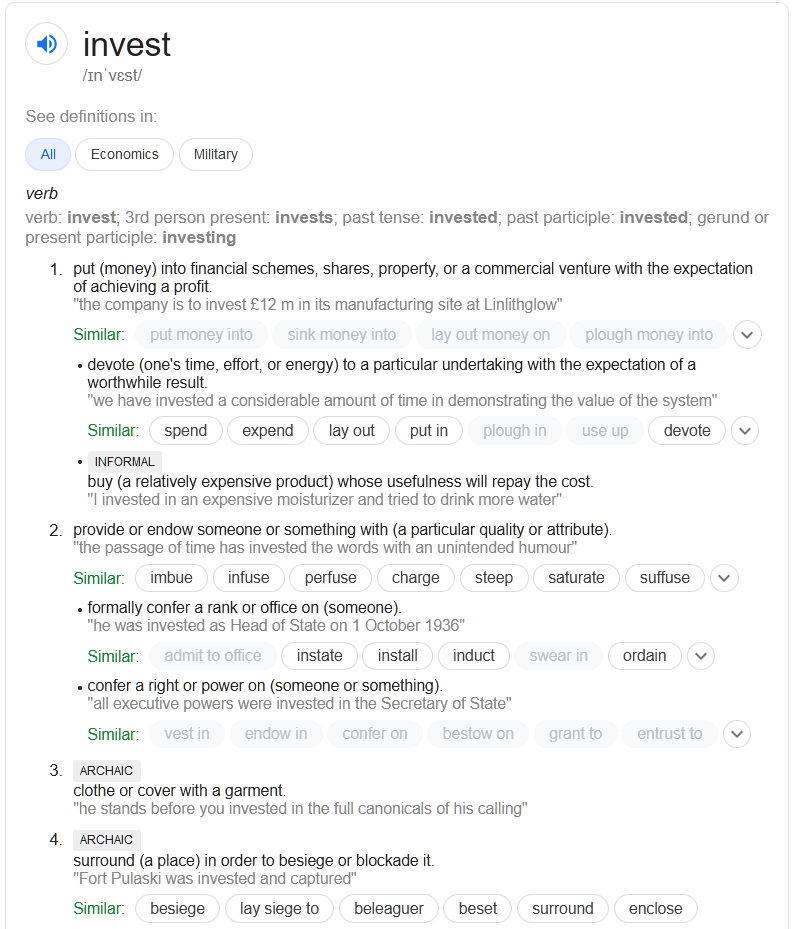 invest
/ɪnˈvɛst/
See definitions in:
All Economics Military
verb
verb: invest; 3rd person present: invests; past tense: invested; past participle: invested; gerund or
present participle: investing
1. put (money) into financial schemes, shares, property, or a commercial venture with the expectation
of achieving a profit.
"the company is to invest £12 m in its manufacturing site at Linlithgow"
Similar: put money into sink money into lay out money on plough money into
• devote (one's time, effort, or energy) to a particular undertaking with the expectation of a
worthwhile result.
"we have invested a considerable amount of time in demonstrating the value of the system"
Similar: spend expend lay out put in plough in use up devote
• INFORMAL
buy (a relatively expensive product) whose usefulness will repay the cost.
"I invested in an expensive moisturizer and tried to drink more water"
2. provide or endow someone or something with (a particular quality or attribute).
"the passage of time has invested the words with an unintended humour"
Similar: imbue infuse perfuse charge steep saturate suffuse
• formally confer a rank or office on (someone).
"he was invested as Head of State on 1 October 1936"
Similar: admit to office instate install induct swear in ordain
• confer a right or power on (someone or something).
"all executive powers were invested in the Secretary of State"
Similar: vest in endow in confer on bestow on grant to entrust to
3. ARCHAIC
clothe or cover with a garment.
"he stands before you invested in the full canonicals of his calling"
4. ARCHAIC
surround (a place) in order to besiege or blockade it.
"Fort Pulaski was invested and captured"
Similar: besiege lay siege to beleaguer beset surround enclose